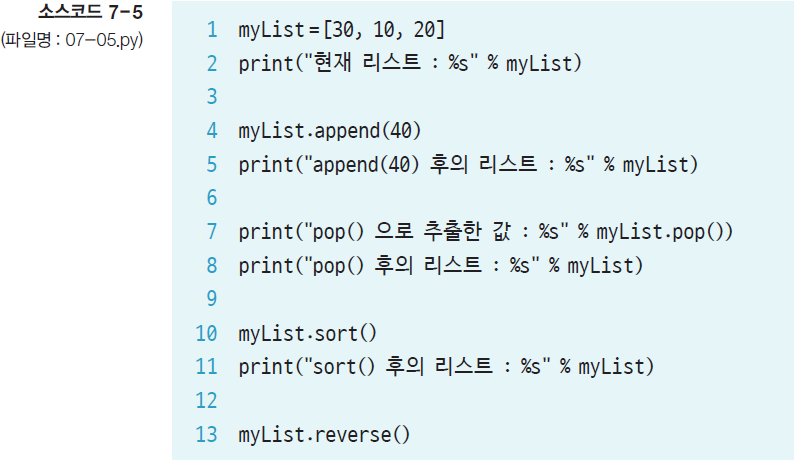 소스코드 7-5
(파일명 : 07-05.py)
1 myList=[30, 10, 20]
2 print("현재 리스트 : %s" % myList)
3
4 myList.append(40)
5 print("append(40) 후의 리스트 : %s" % myList)
6
7 print("pop() 으로 추출한 값 : %s" % myList.pop())
8 print("pop() 후의 리스트 : %s" % myList)
9
10 myList.sort()
11 print("sort() 후의 리스트 : %s" % myList)
12
13 myList.reverse()